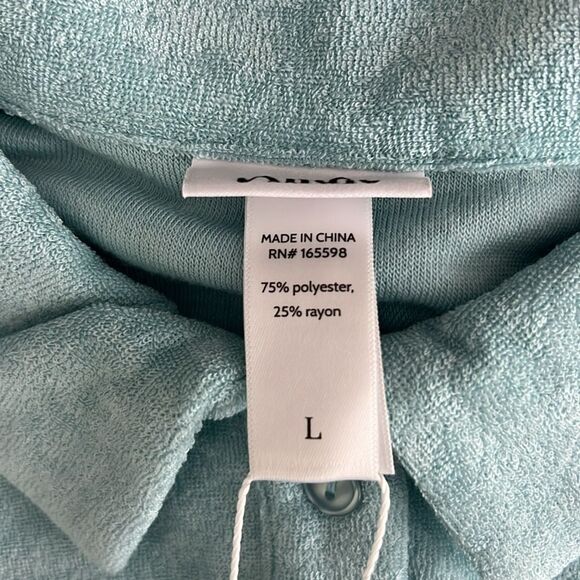 MADE IN CHINA
RN# 165598
75% polyester,
25% rayon
L